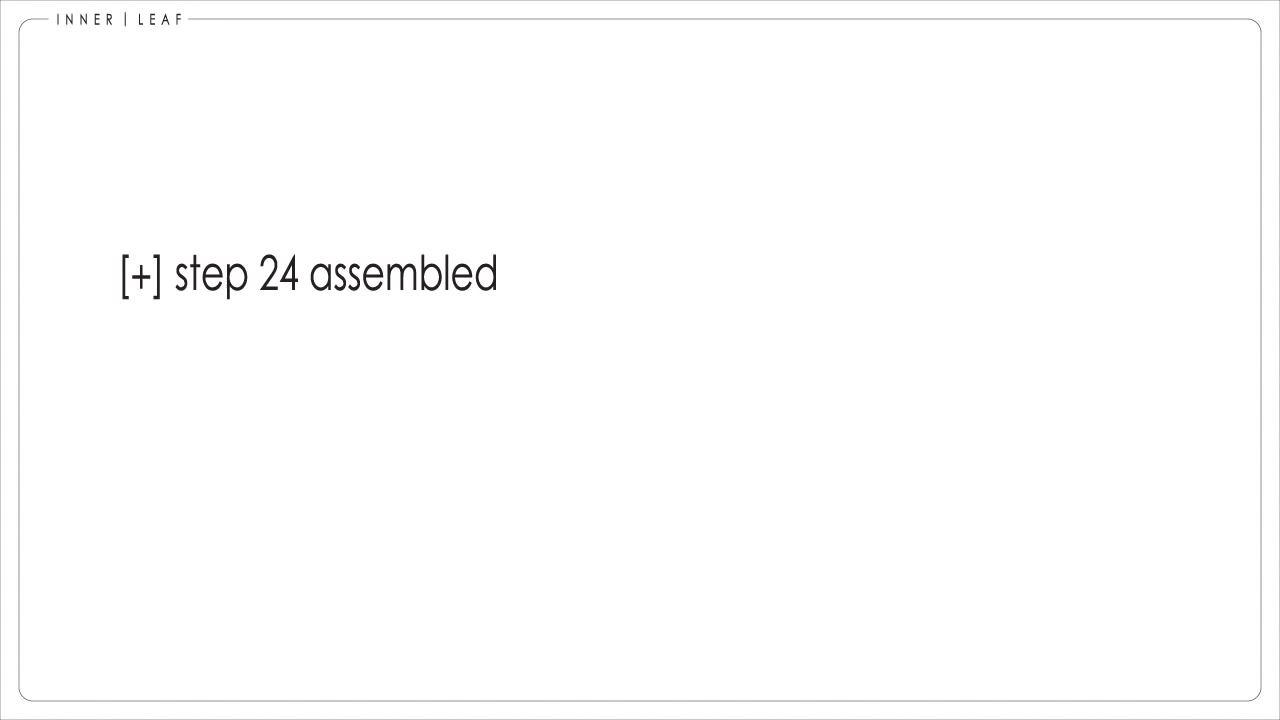 INNER | LEAF
[+] step 24 assembled